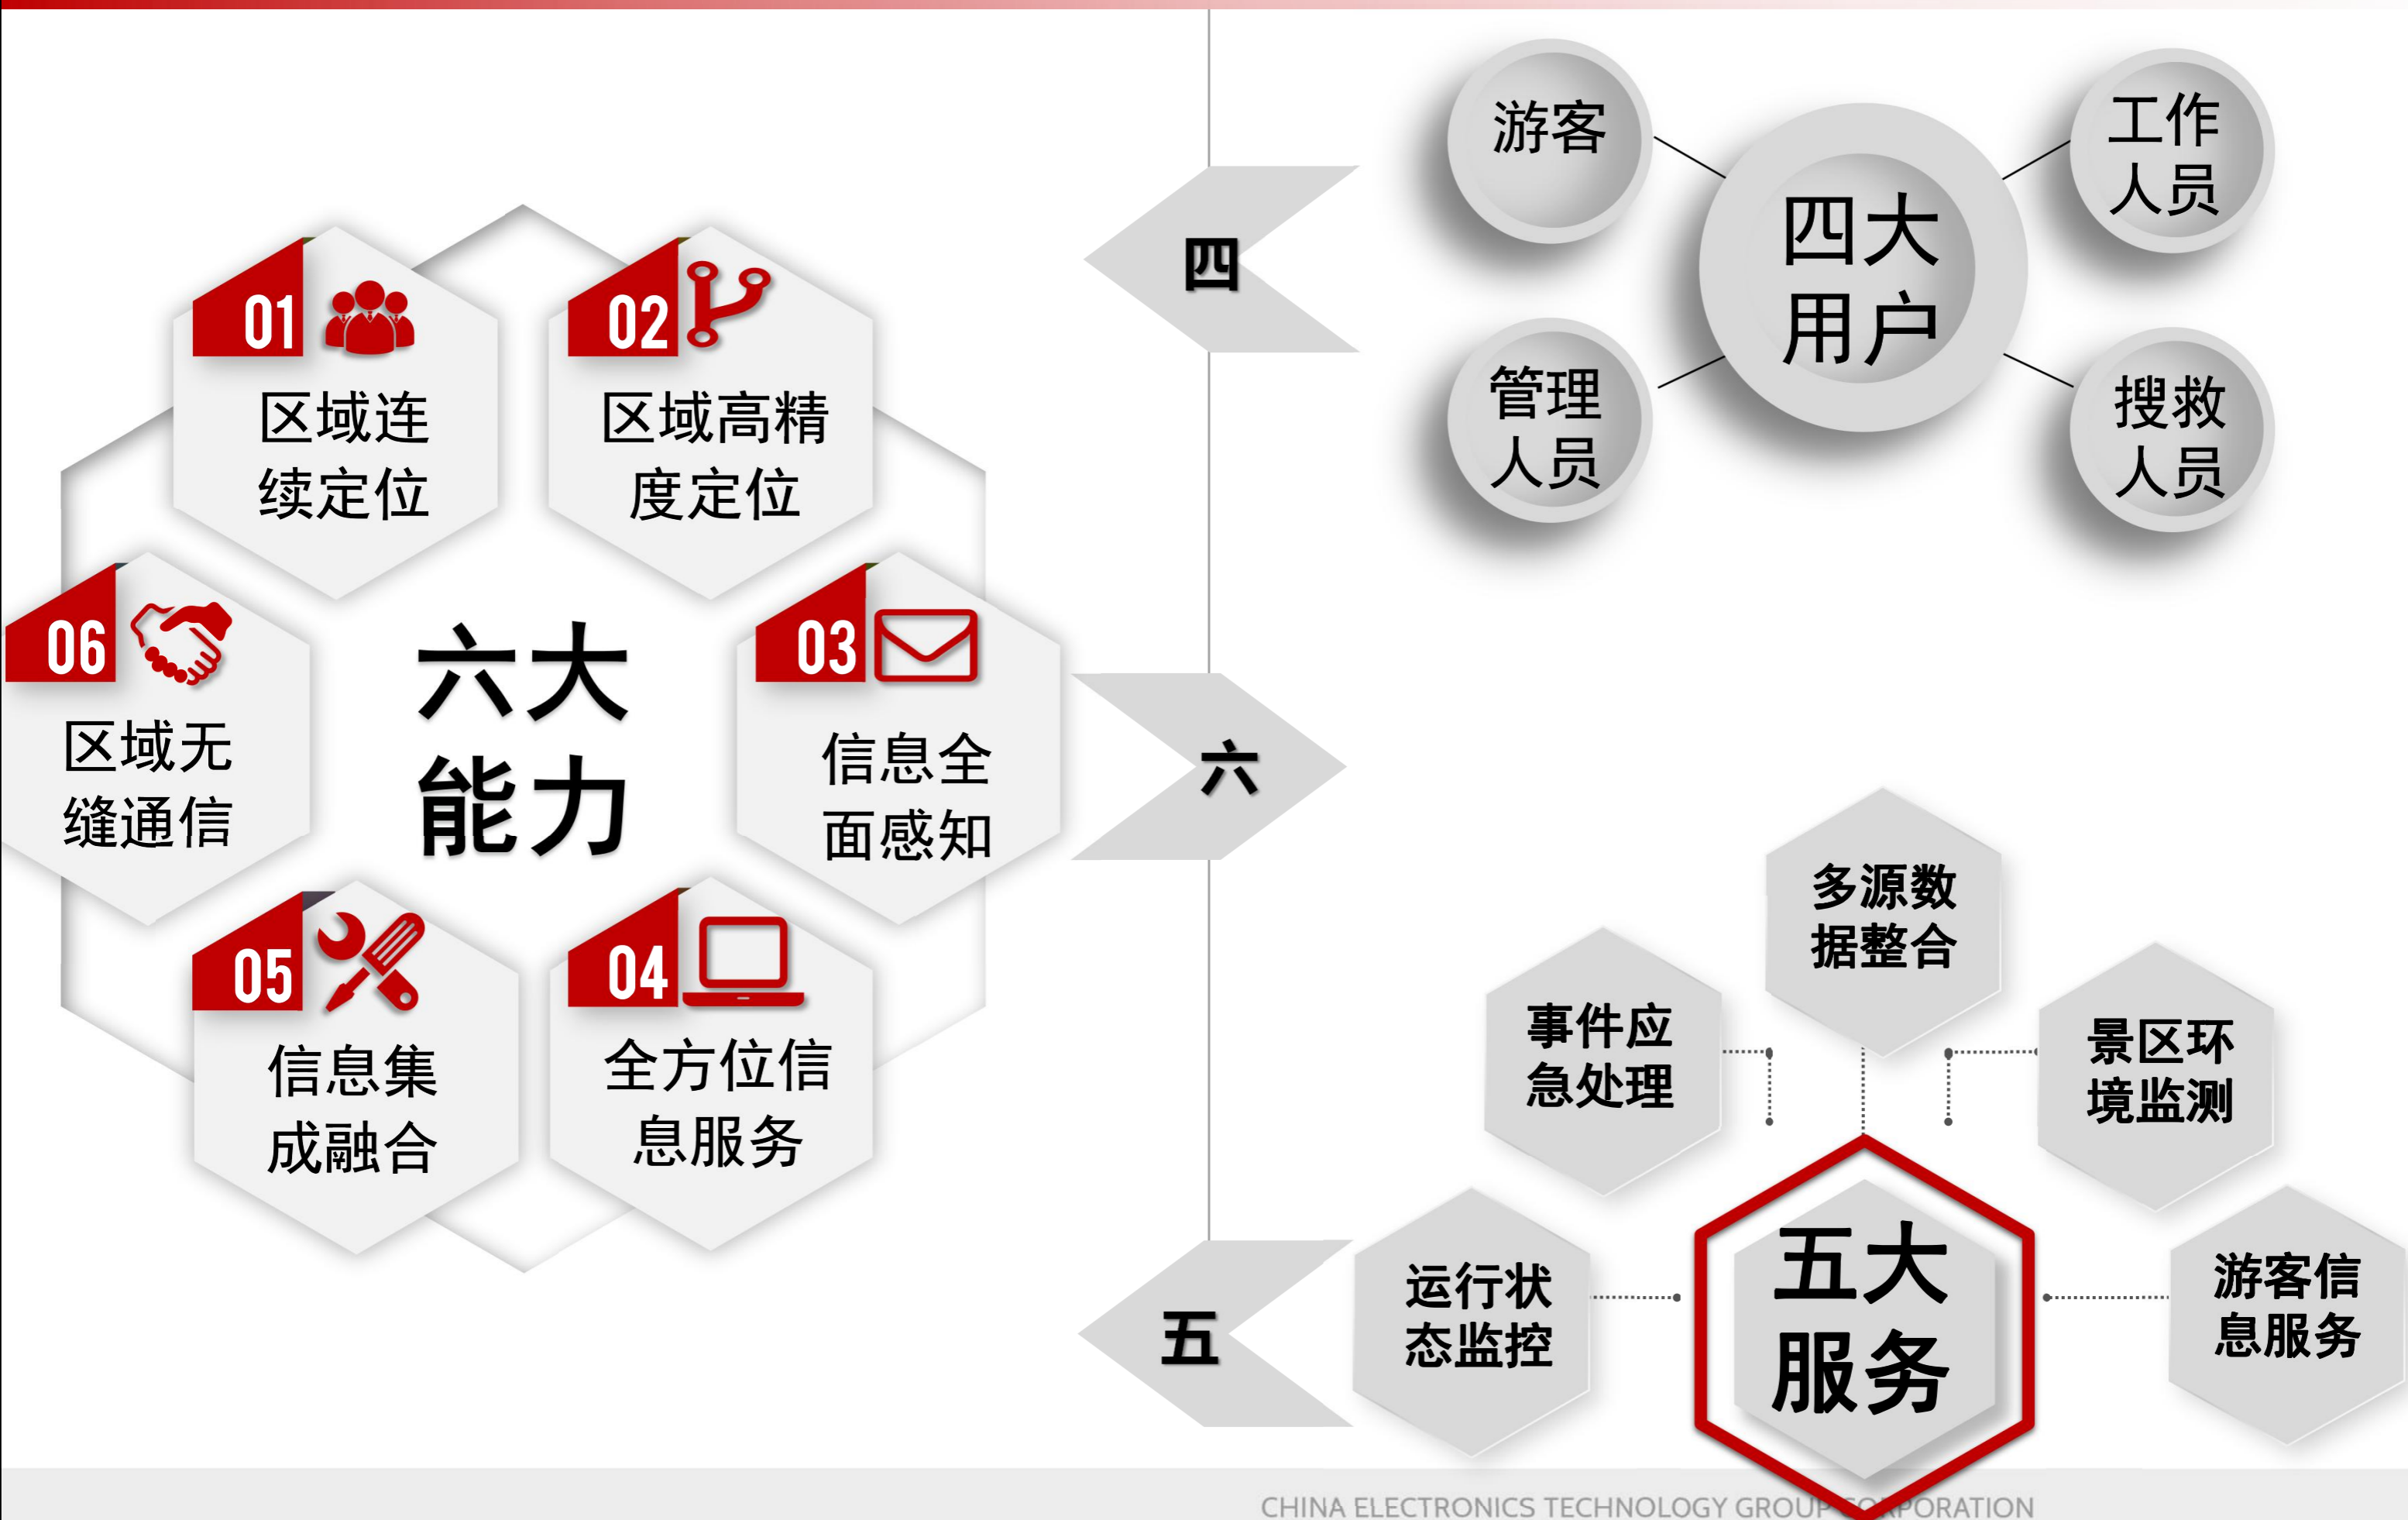 01
区域连
续定位
02
区域高精
度定位
03
信息全
面感知
04
全方位信
息服务
05
信息集
成融合
06
区域无
缝通信
六大
能力
四
六
五
游客
工作
人员
四大
用户
管理
人员
搜救
人员
多源数
据整合
事件应
急处理
景区环
境监测
运行状
态监控
五大
服务
游客信
息服务
CHINA ELECTRONICS TECHNOLOGY GROUP CORPORATION